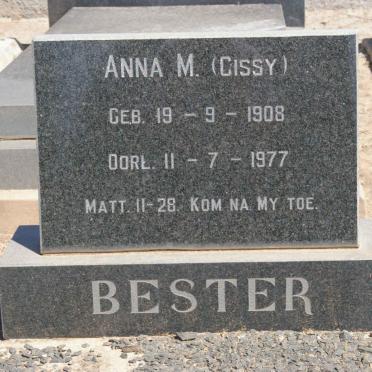 ANNA M. (CISSY)
GEB. 19 - 9 - 1908
OORL. 11 - 7 - 1977
MATT. 11-28. KOM NA MY TOE.
BESTER